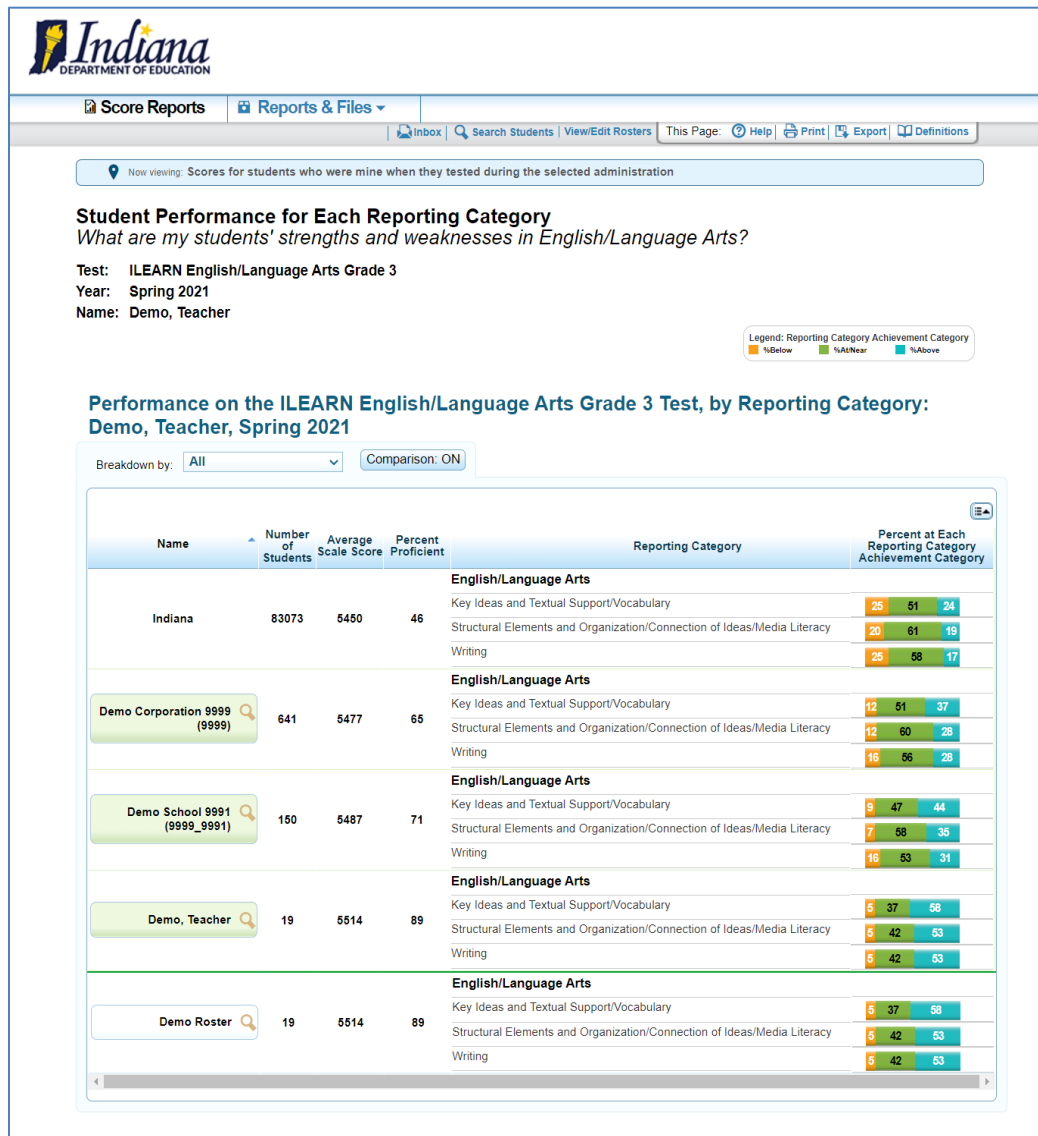 Indiana
DEPARTMENT OF EDUCATION
Score Reports Reports & Files
Inbox Search Students View/Edit Rosters This Page: Help Print Export Definitions
Now viewing: Scores for students who were mine when they tested during the selected administration
Student Performance for Each Reporting Category
What are my students' strengths and weaknesses in English/Language Arts?
Test: ILEARN English/Language Arts Grade 3
Year: Spring 2021
Name: Demo, Teacher
Legend: Reporting Category Achievement Category
%Below %At/Near %Above
Performance on the ILEARN English/Language Arts Grade 3 Test, by Reporting Category:
Demo, Teacher, Spring 2021
Breakdown by: All Comparison: ON
Name Number of Students Average Scale Score Percent Proficient Reporting Category Percent at Each Reporting Category Achievement Category
English/Language Arts
Key Ideas and Textual Support/Vocabulary 25 51 24
Indiana 83073 5450 46
Structural Elements and Organization/Connection of Ideas/Media Literacy 20 61 19
Writing 25 58 17
English/Language Arts
Key Ideas and Textual Support/Vocabulary 12 51 37
Demo Corporation 9999 (9999) 641 5477 65
Structural Elements and Organization/Connection of Ideas/Media Literacy 12 60 28
Writing 16 56 28
English/Language Arts
Key Ideas and Textual Support/Vocabulary 9 47 44
Demo School 9991 (9999_9991) 150 5487 71
Structural Elements and Organization/Connection of Ideas/Media Literacy 7 58 35
Writing 16 53 31
English/Language Arts
Key Ideas and Textual Support/Vocabulary 5 37 58
Demo, Teacher 19 5514 89
Structural Elements and Organization/Connection of Ideas/Media Literacy 5 42 53
Writing 5 42 53
English/Language Arts
Key Ideas and Textual Support/Vocabulary 5 37 58
Demo Roster 19 5514 89
Structural Elements and Organization/Connection of Ideas/Media Literacy 5 42 53
Writing 5 42 53